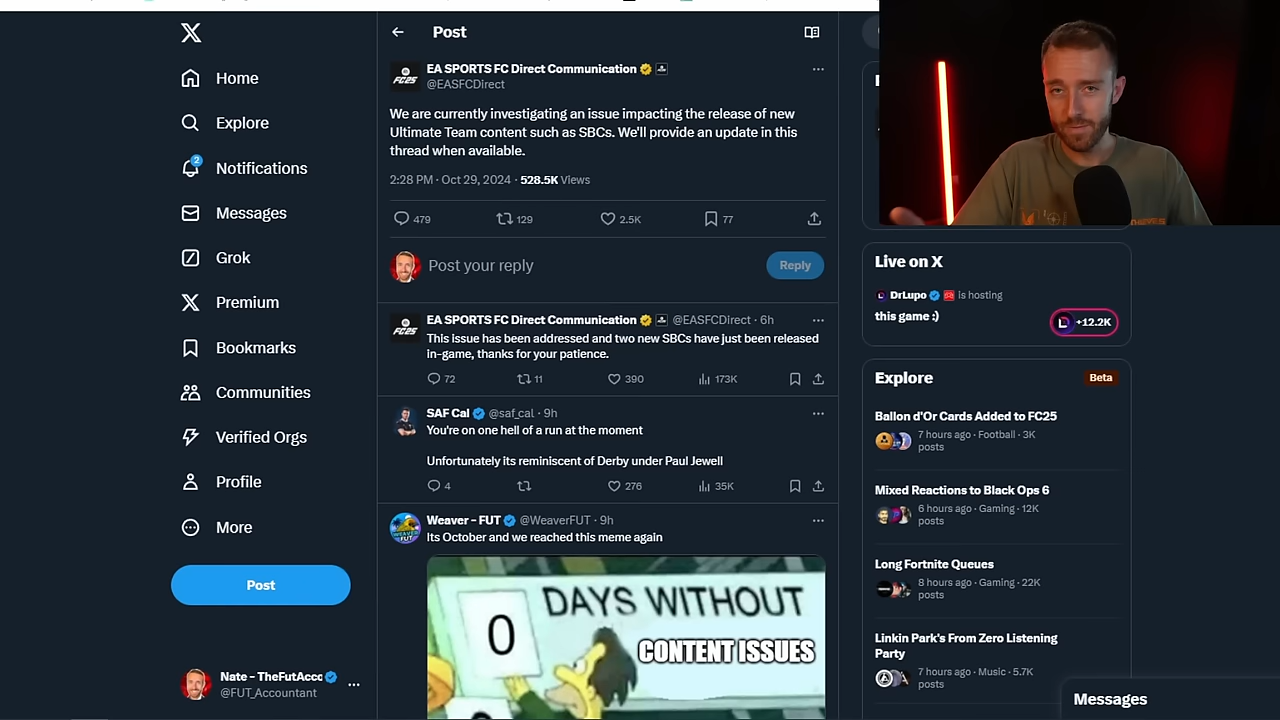 Home
Explore
2
Notifications
Messages
Grok
Premium
Bookmarks
Communities
Verified Orgs
Profile
More
Post
Nate – TheFutAcc
@FUT_Accountant
Post
EA SPORTS FC Direct Communication
@EASFCDirect
We are currently investigating an issue impacting the release of new
Ultimate Team content such as SBCs. We'll provide an update in this
thread when available.
2:28 PM · Oct 29, 2024 · 528.5K Views
479 129 2.5K 77
Post your reply
Reply
EA SPORTS FC Direct Communication @EASFCDirect · 6h
This issue has been addressed and two new SBCs have just been released
in-game, thanks for your patience.
72 11 390 173K
SAF Cal @saf_cal · 9h
You're on one hell of a run at the moment
Unfortunately its reminiscent of Derby under Paul Jewell
4 276 35K
Weaver – FUT @WeaverFUT · 9h
Its October and we reached this meme again
0 DAYS WITHOUT
CONTENT ISSUES
Live on X
DrLupo is hosting
this game :)
+12.2K
Explore
Beta
Ballon d'Or Cards Added to FC25
7 hours ago · Football · 3K
posts
Mixed Reactions to Black Ops 6
6 hours ago · Gaming · 12K
posts
Long Fortnite Queues
8 hours ago · Gaming · 22K
posts
Linkin Park's From Zero Listening
Party
7 hours ago · Music · 5.7K
posts
Messages